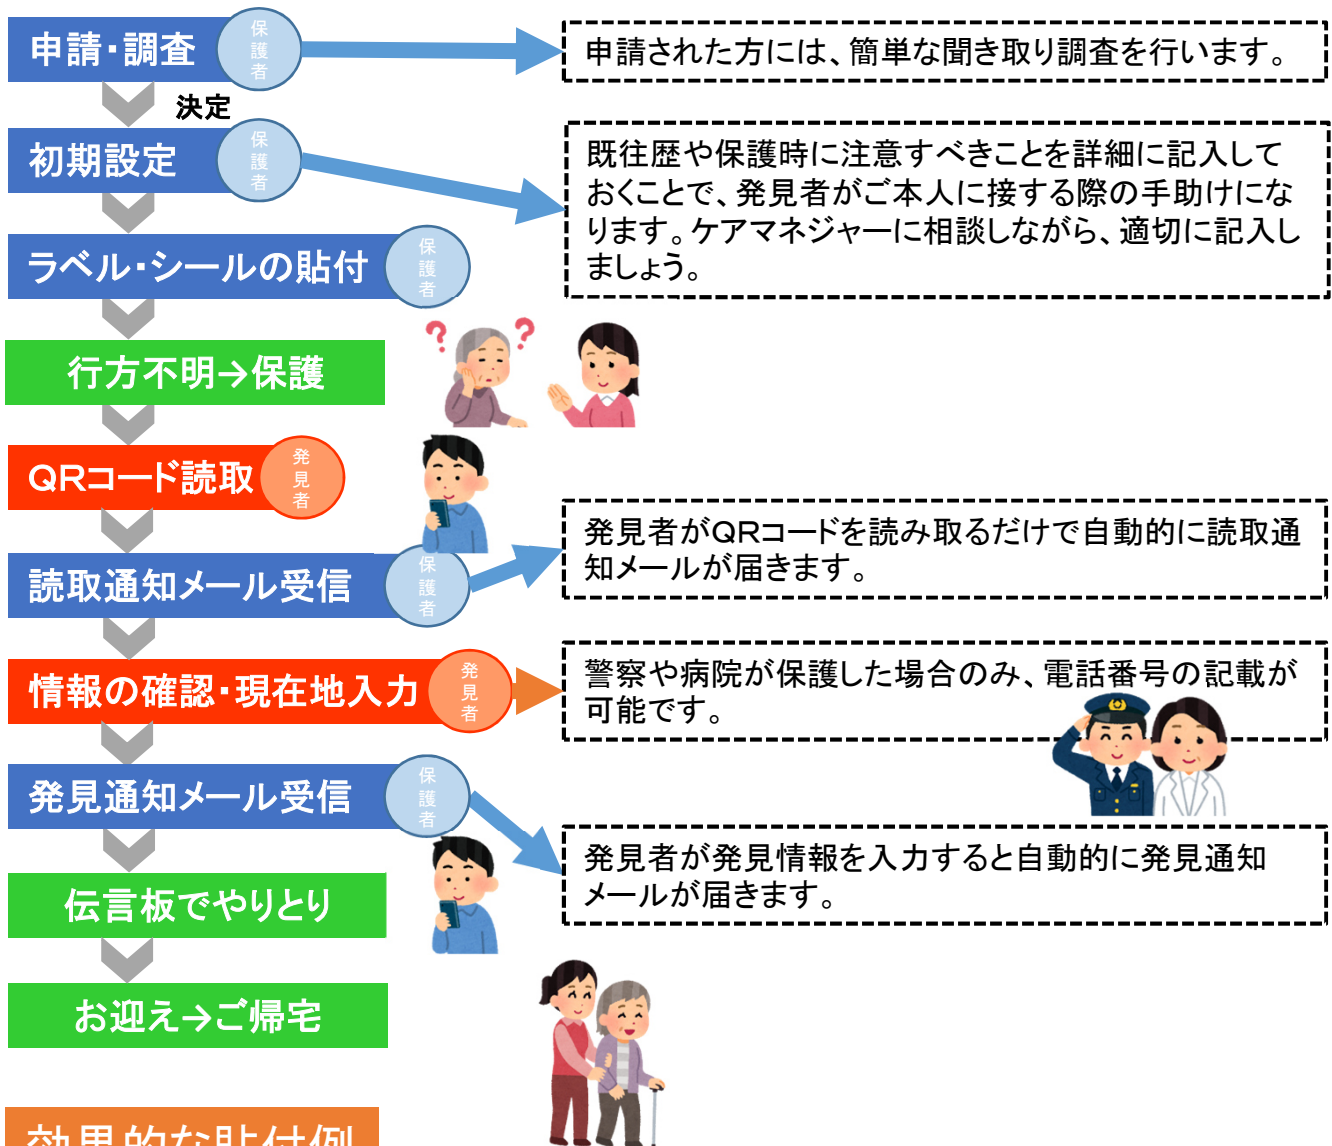 申請・調査
保護者
申請された方には、簡単な聞き取り調査を行います。
決定
初期設定
保護者
既往歴や保護時に注意すべきことを詳細に記入して
おくことで、発見者がご本人に接する際の手助けにな
ります。ケアマネジャーに相談しながら、適切に記入し
ましょう。
ラベル・シールの貼付
保護者
行方不明→保護
QRコード読取
発見者
発見者がQRコードを読み取るだけで自動的に読取通
知メールが届きます。
読取通知メール受信
保護者
情報の確認・現在地入力
発見者
警察や病院が保護した場合のみ、電話番号の記載が
可能です。
発見通知メール受信
保護者
発見者が発見情報を入力すると自動的に発見通知
メールが届きます。
伝言板でやりとり
お迎え→ご帰宅
効果的な貼付例